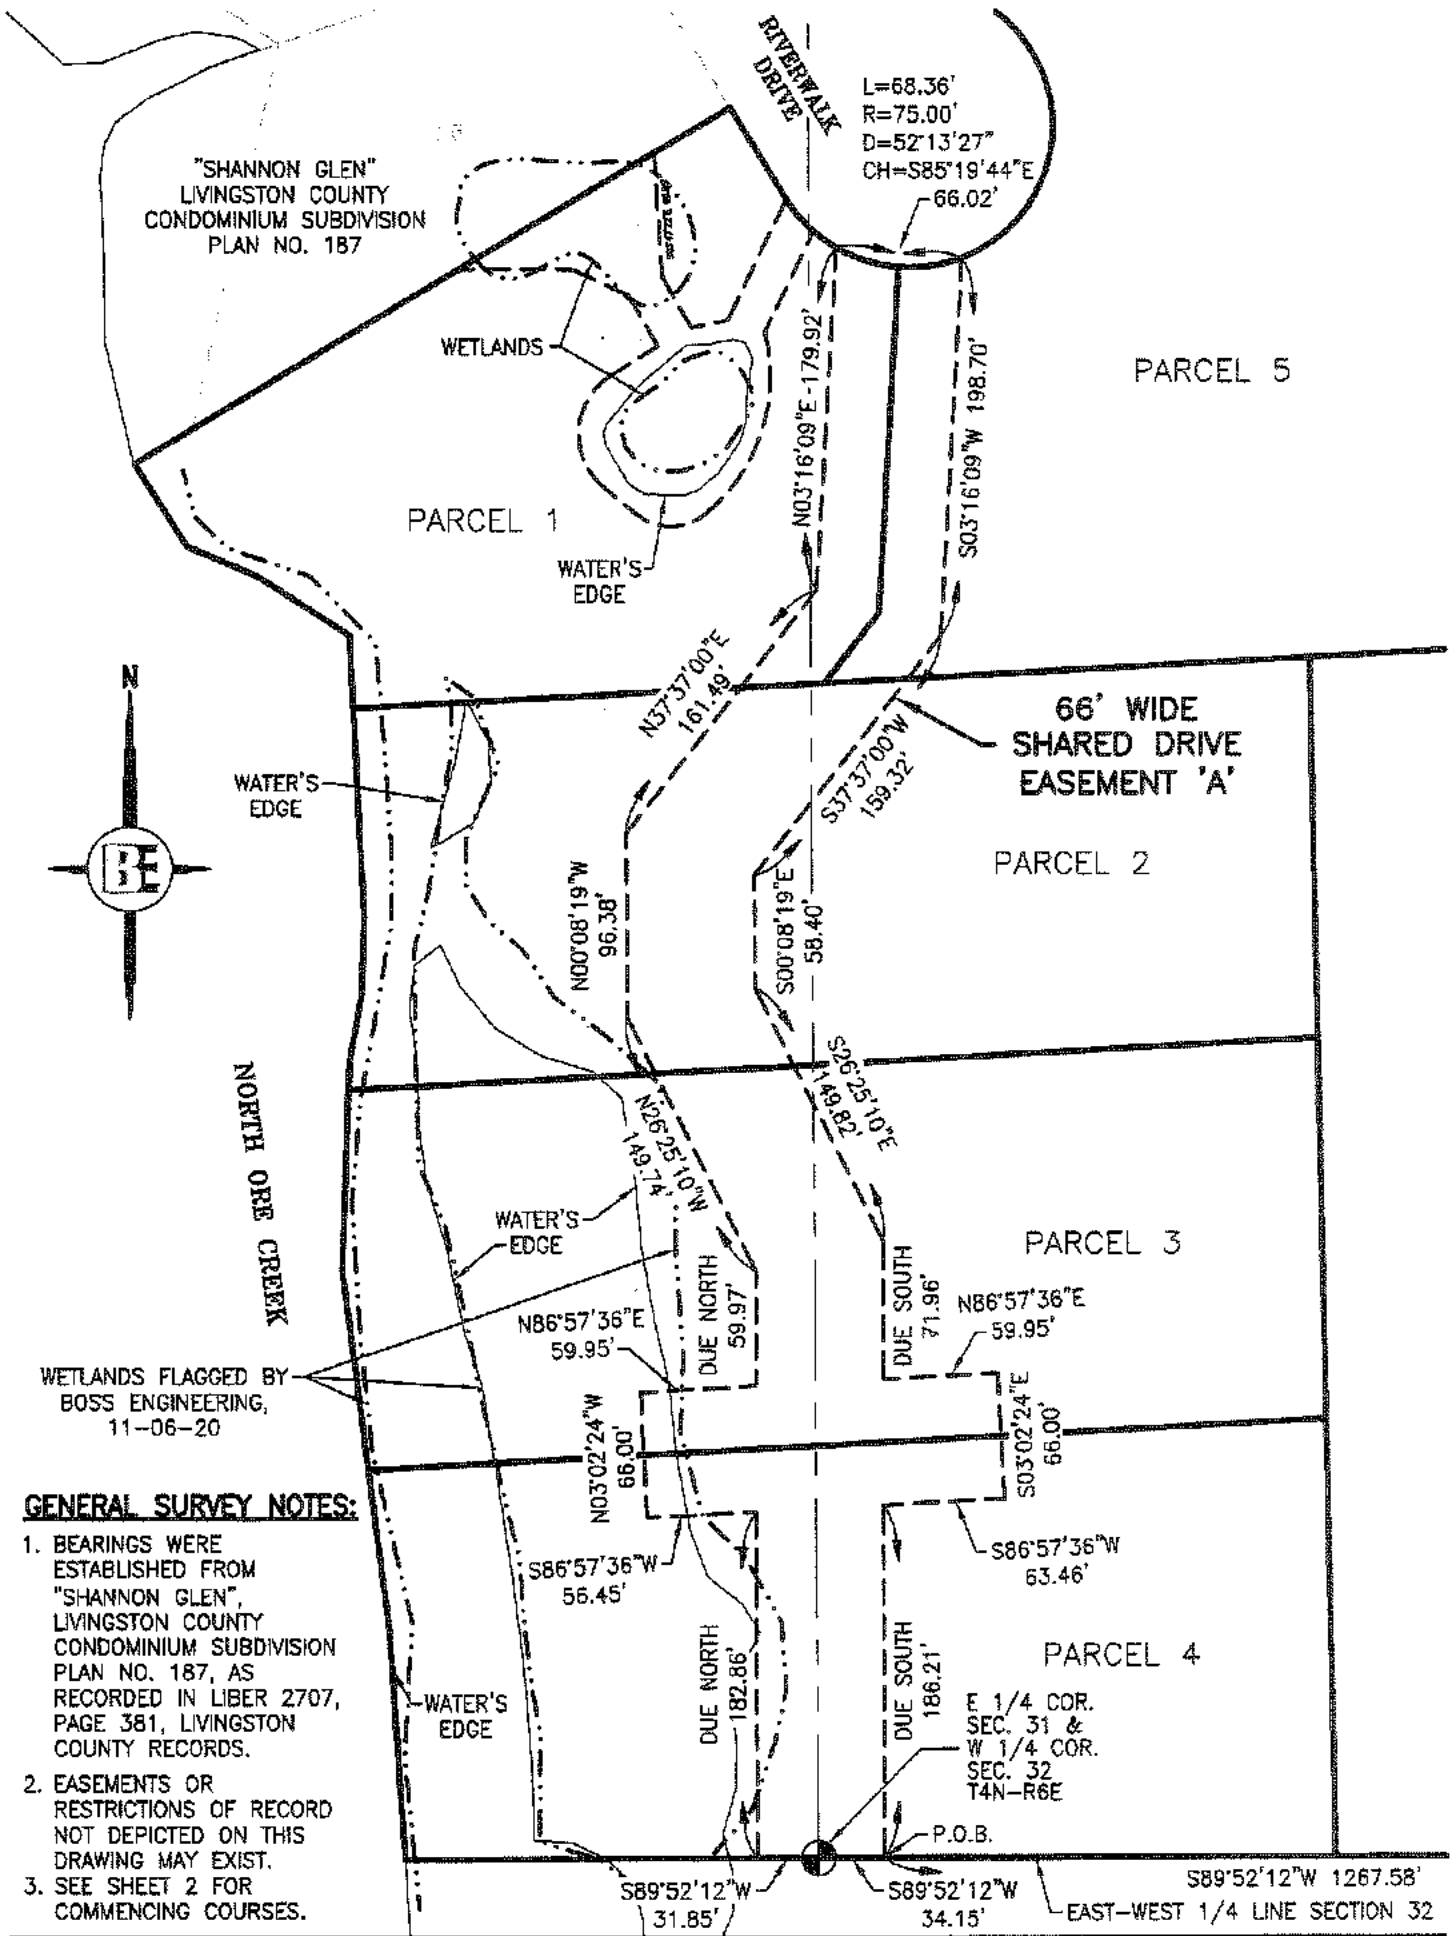 RIVERWALK
DRIVE
L=68.36'
R=75.00'
D=52°13'27"
CH=S85°19'44"E
66.02'
"SHANNON GLEN"
LIVINGSTON COUNTY
CONDOMINIUM SUBDIVISION
PLAN NO. 187
WETLANDS
N03°16'09"E-179.92'
S03°16'09"W 198.70'
PARCEL 5
PARCEL 1
WATER'S
EDGE
N37°37'00"E
161.49'
N
66' WIDE
SHARED DRIVE
EASEMENT 'A'
S37°37'00"W
159.32'
WATER'S
EDGE
BE
PARCEL 2
N00°08'19"W
96.38'
S00°08'19"E
58.40'
S26°25'10"E
149.82'
NORTH ORE CREEK
N26°25'10"W
149.74'
WATER'S
EDGE
PARCEL 3
DUE NORTH
59.97'
DUE SOUTH
71.96'
N86°57'36"E
59.95'
N86°57'36"E
59.95'
WETLANDS FLAGGED BY
BOSS ENGINEERING,
11-06-20
N03°02'24"W
66.00'
S03°02'24"E
66.00'
S86°57'36"W
56.45'
S86°57'36"W
63.46'
GENERAL SURVEY NOTES:
1. BEARINGS WERE
ESTABLISHED FROM
"SHANNON GLEN",
LIVINGSTON COUNTY
CONDOMINIUM SUBDIVISION
PLAN NO. 187, AS
RECORDED IN LIBER 2707,
PAGE 381, LIVINGSTON
COUNTY RECORDS.
2. EASEMENTS OR
RESTRICTIONS OF RECORD
NOT DEPICTED ON THIS
DRAWING MAY EXIST.
3. SEE SHEET 2 FOR
COMMENCING COURSES.
WATER'S
EDGE
DUE NORTH
182.86'
DUE SOUTH
186.21'
PARCEL 4
E 1/4 COR.
SEC. 31 &
W 1/4 COR.
SEC. 32
T4N-R6E
P.O.B.
S89°52'12"W
31.85'
S89°52'12"W
34.15'
S89°52'12"W 1267.58'
EAST-WEST 1/4 LINE SECTION 32